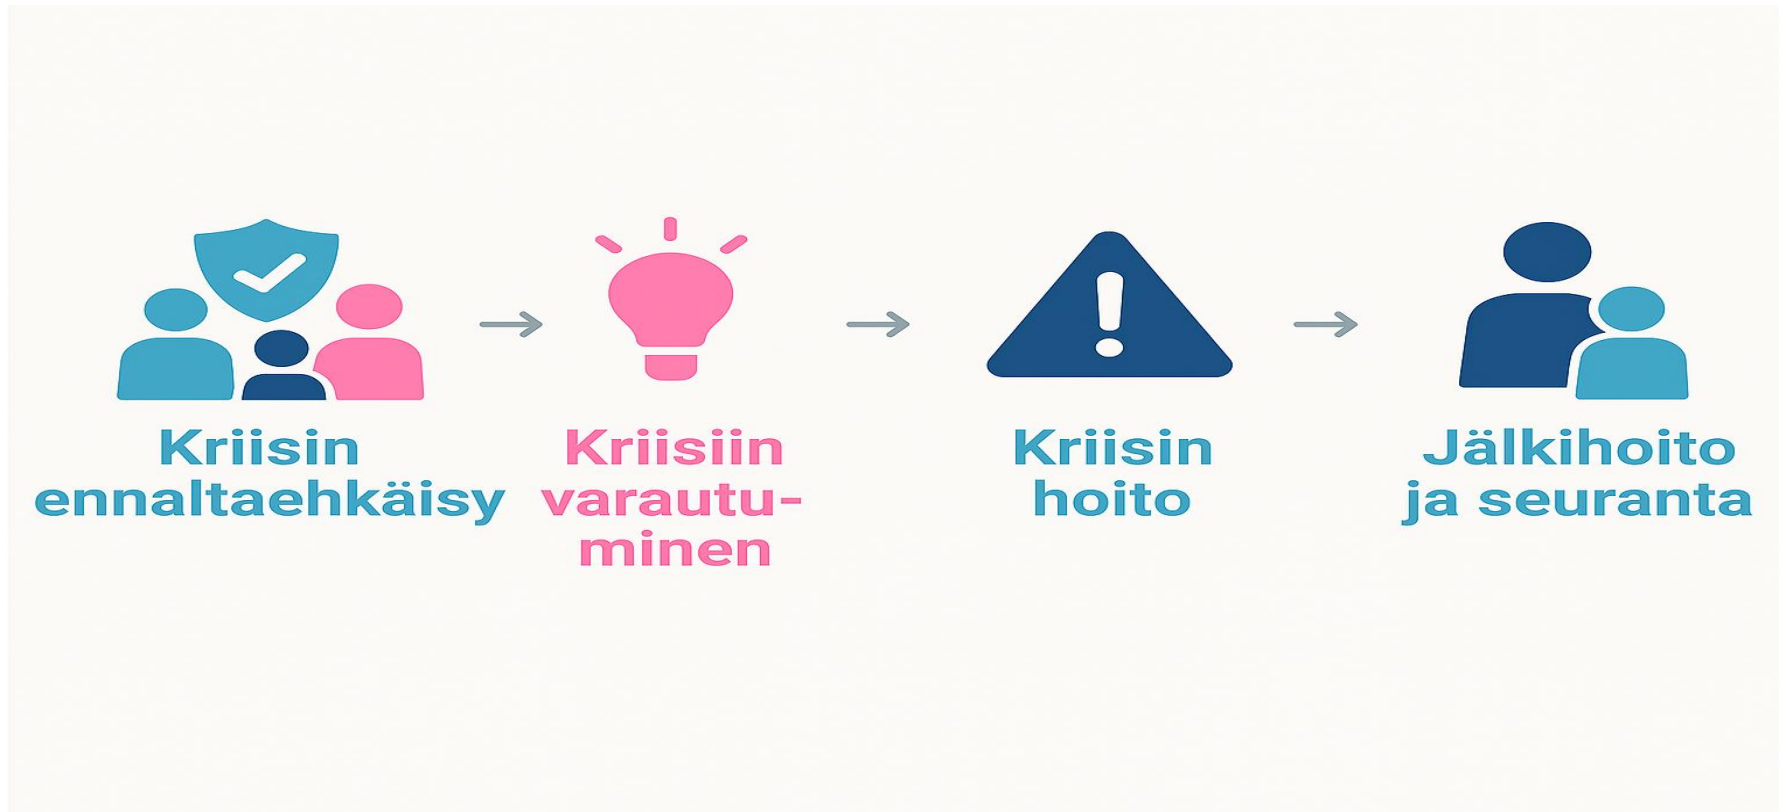 Kriisin
ennaltaehkäisy
Kriisiin
varautu-
minen
Kriisin
hoito
Jälkihoito
ja seuranta